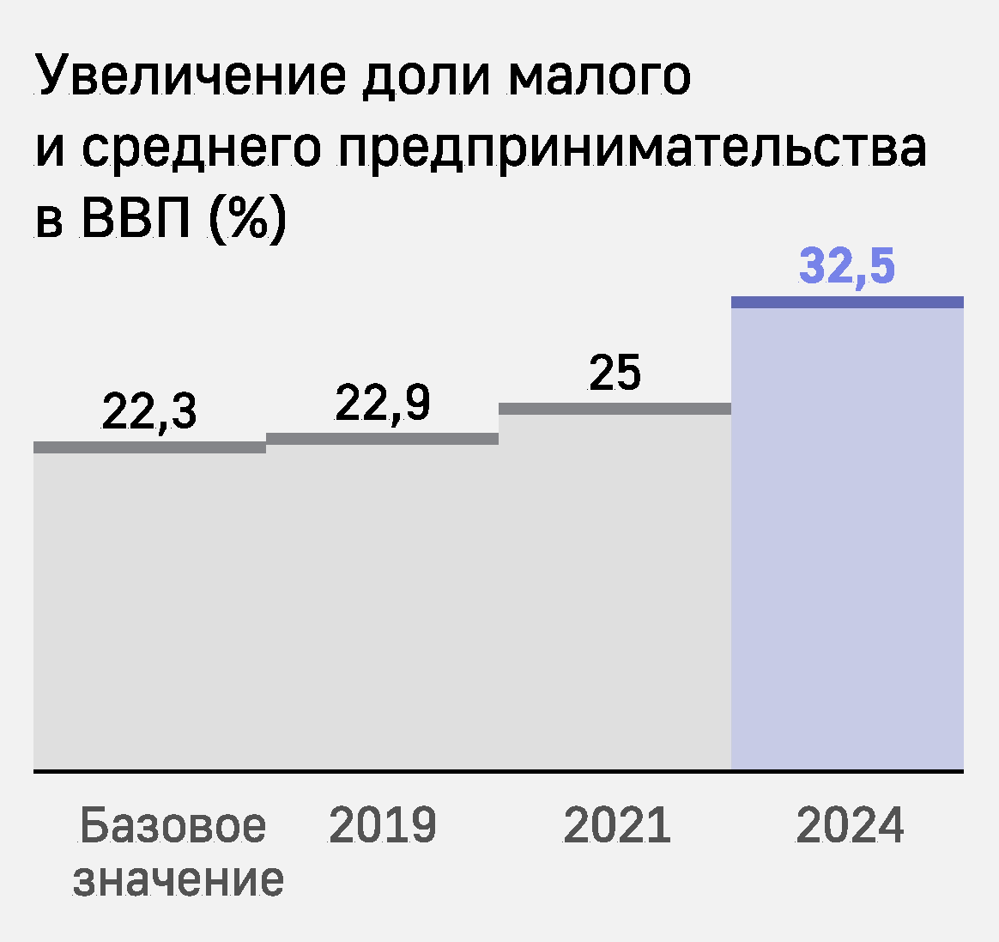 Увеличение доли малого
и среднего предпринимательства
в ВВП (%)
32,5
25
22,9
22,3
Базовое
значение
2019
2021
2024